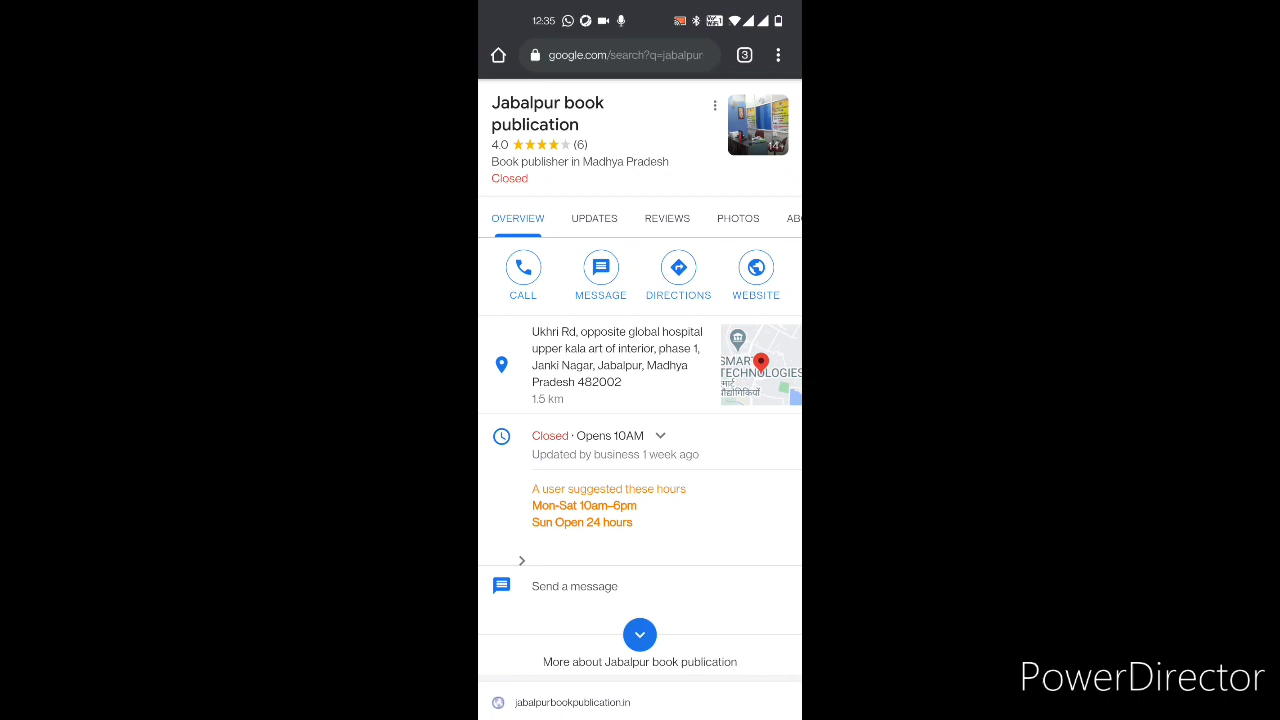 12:35
google.com/search?q=jabalpur
3
Jabalpur book
publication
4.0 (6)
14+
Book publisher in Madhya Pradesh
Closed
OVERVIEW UPDATES REVIEWS PHOTOS AB
CALL MESSAGE DIRECTIONS WEBSITE
Ukhri Rd, opposite global hospital
upper kala art of interior, phase 1,
Janki Nagar, Jabalpur, Madhya
Pradesh 482002
1.5 km
SMAR
TECHNOLOGIES
स्मार्ट
प्रौद्योगिकियों
Closed · Opens 10AM
Updated by business 1 week ago
A user suggested these hours
Mon-Sat 10am–6pm
Sun Open 24 hours
Send a message
More about Jabalpur book publication
jabalpurbookpublication.in
PowerDirector